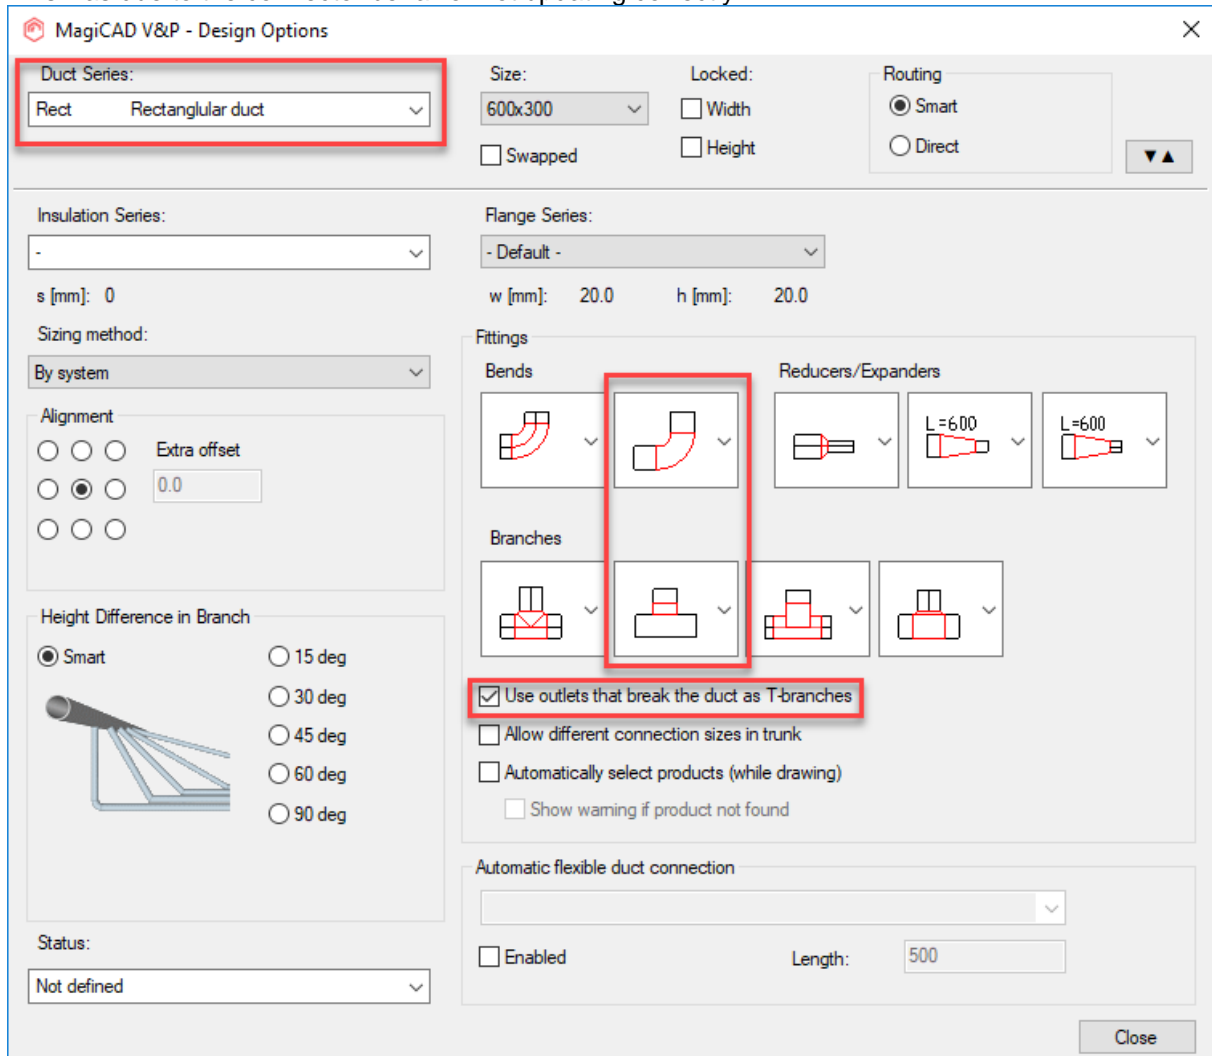 MagiCAD V&P - Design Options
Duct Series:
Size:
Locked:
Routing
Rect Rectanglular duct
600x300
Width
Smart
Swapped
Height
Direct
Insulation Series:
Flange Series:
-
- Default -
s [mm]: 0
w [mm]: 20.0 h [mm]: 20.0
Sizing method:
Fittings
By system
Bends
Reducers/Expanders
Alignment
Extra offset
0.0
L=600
L=600
Branches
Height Difference in Branch
Smart
15 deg
30 deg
45 deg
60 deg
90 deg
Use outlets that break the duct as T-branches
Allow different connection sizes in trunk
Automatically select products (while drawing)
Show warning if product not found
Automatic flexible duct connection
Status:
Enabled
Length:
500
Not defined
Close